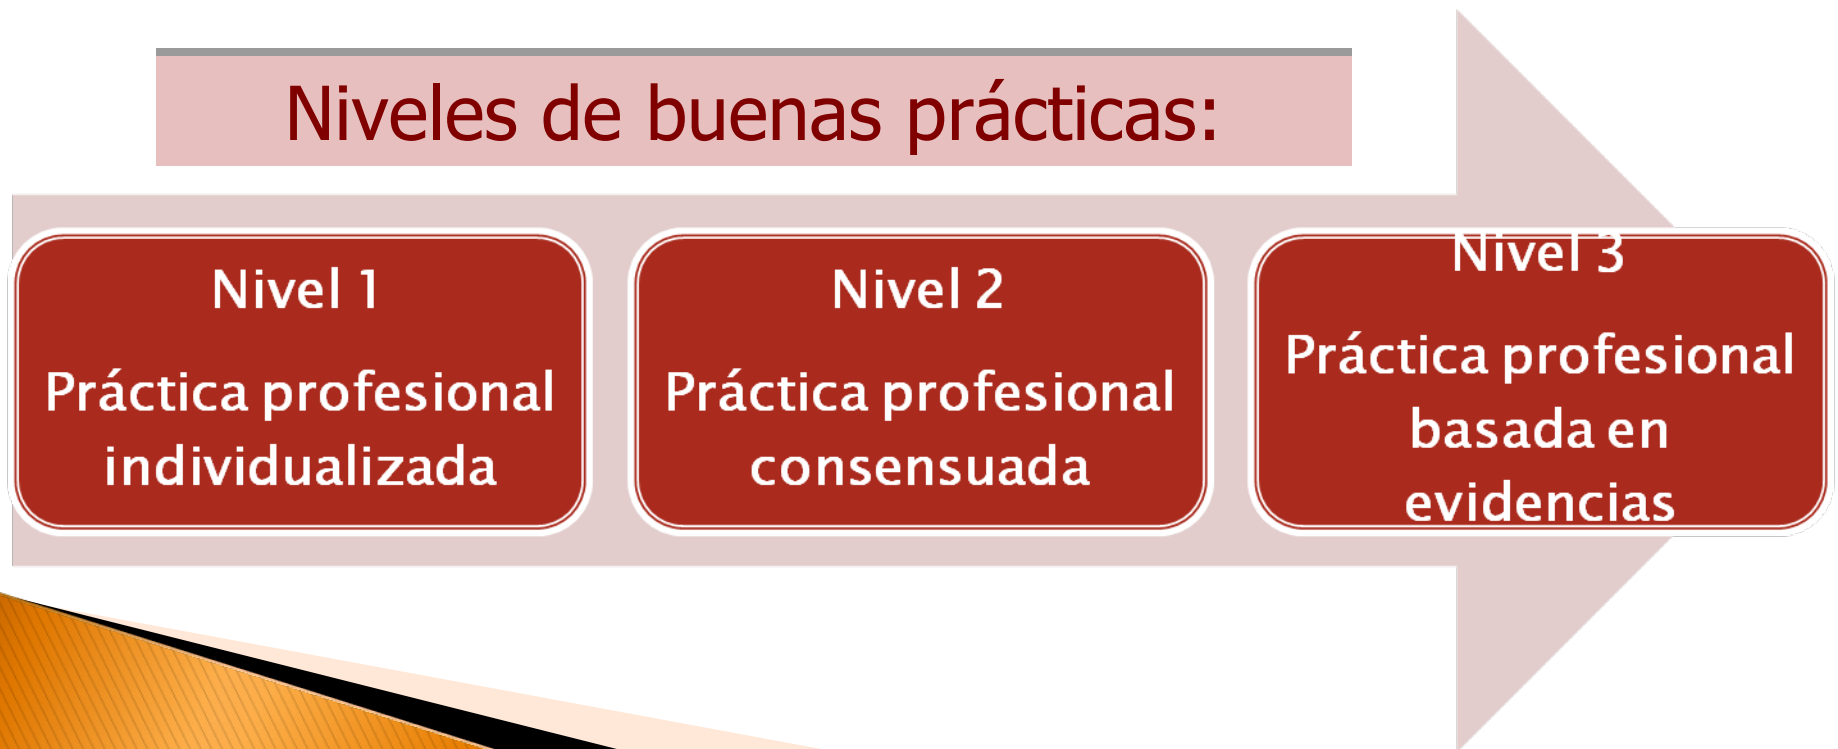 Niveles de buenas prácticas:
Nivel 1
Práctica profesional
individualizada
Nivel 2
Práctica profesional
consensuada
Nivel 3
Práctica profesional
basada en
evidencias